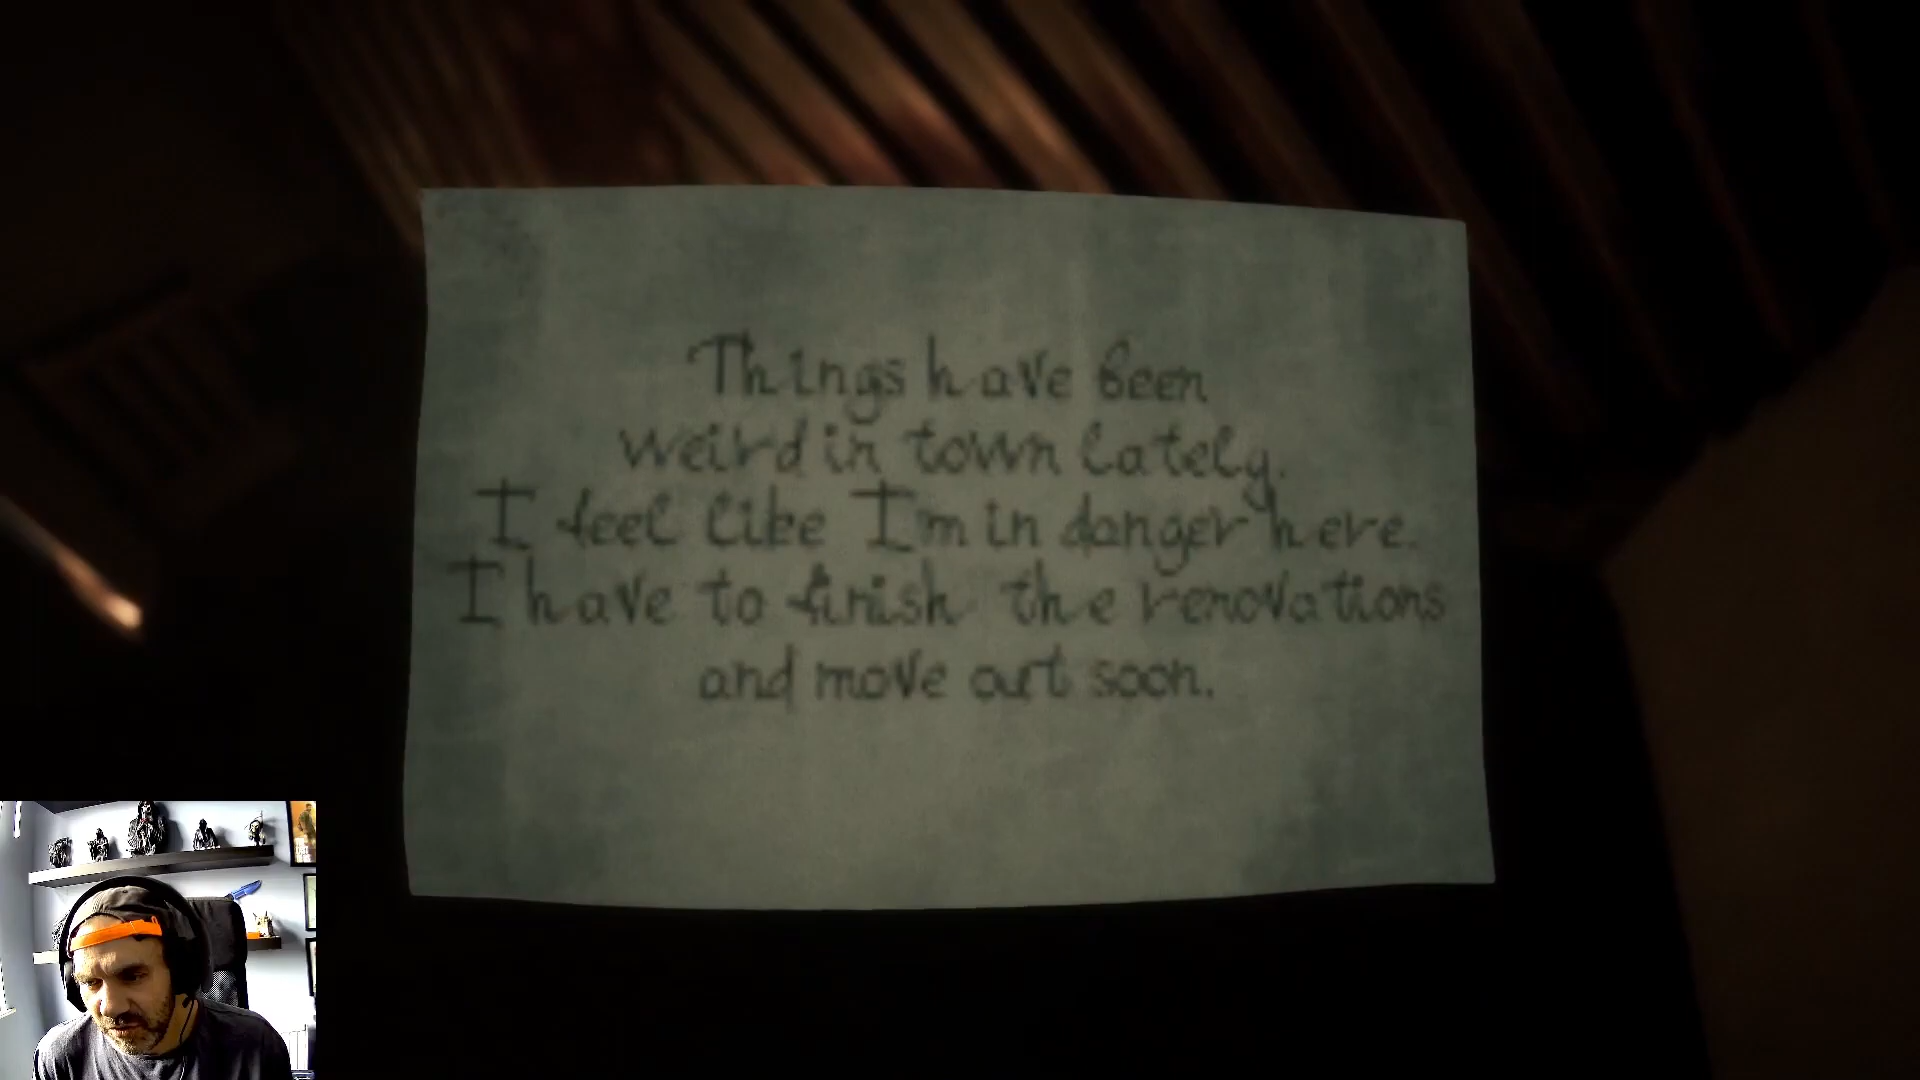 Things have been
weird in town lately.
I feel like I'm in danger here.
I have to finish the renovations
and move out soon.